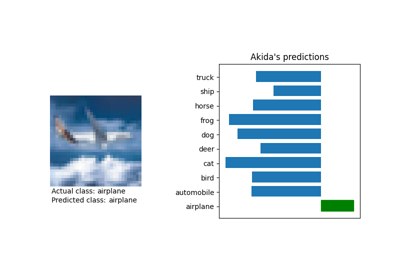 Akida's predictions
truck
ship
horse
frog
dog
deer
cat
bird
automobile
airplane
Actual class: airplane
Predicted class: airplane